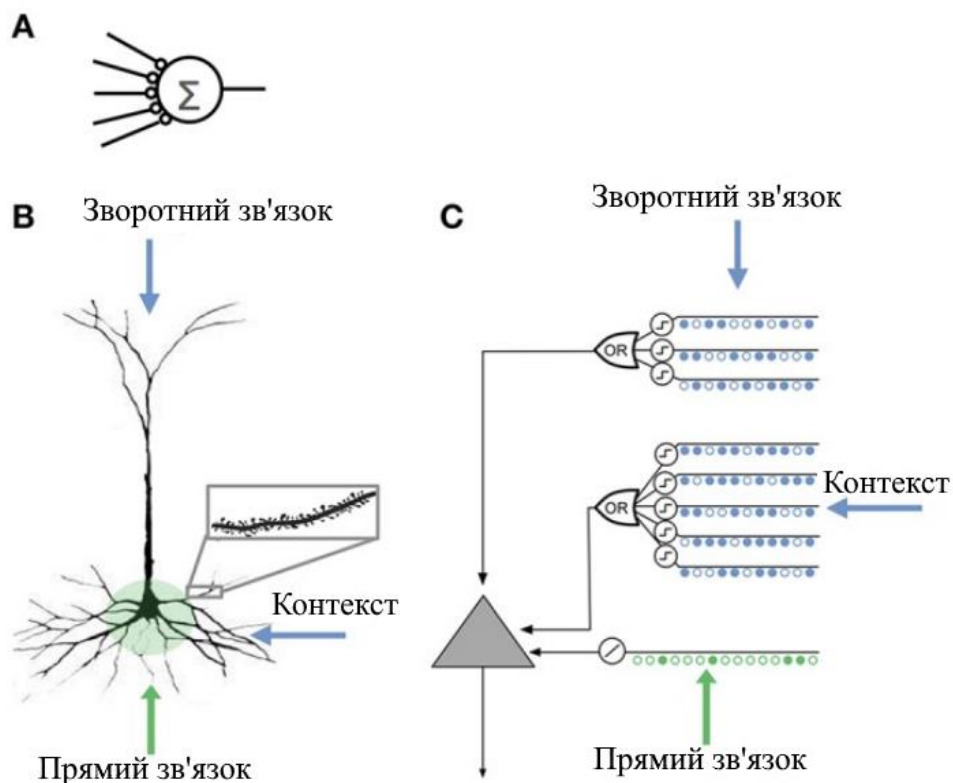 A
Σ
B
Зворотний зв'язок
C
Зворотний зв'язок
OR
OR
Контекст
Контекст
Прямий зв'язок
Прямий зв'язок